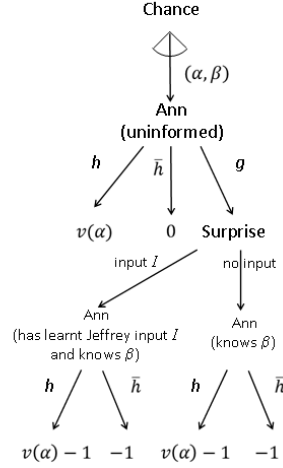 Chance
(α, β)
Ann
(uninformed)
h h̄ g
v(α) 0 Surprise
input I no input
Ann
(has learnt Jeffrey input I
and knows β)
Ann
(knows β)
h h̄ h h̄
v(α) − 1 −1 v(α) − 1 −1